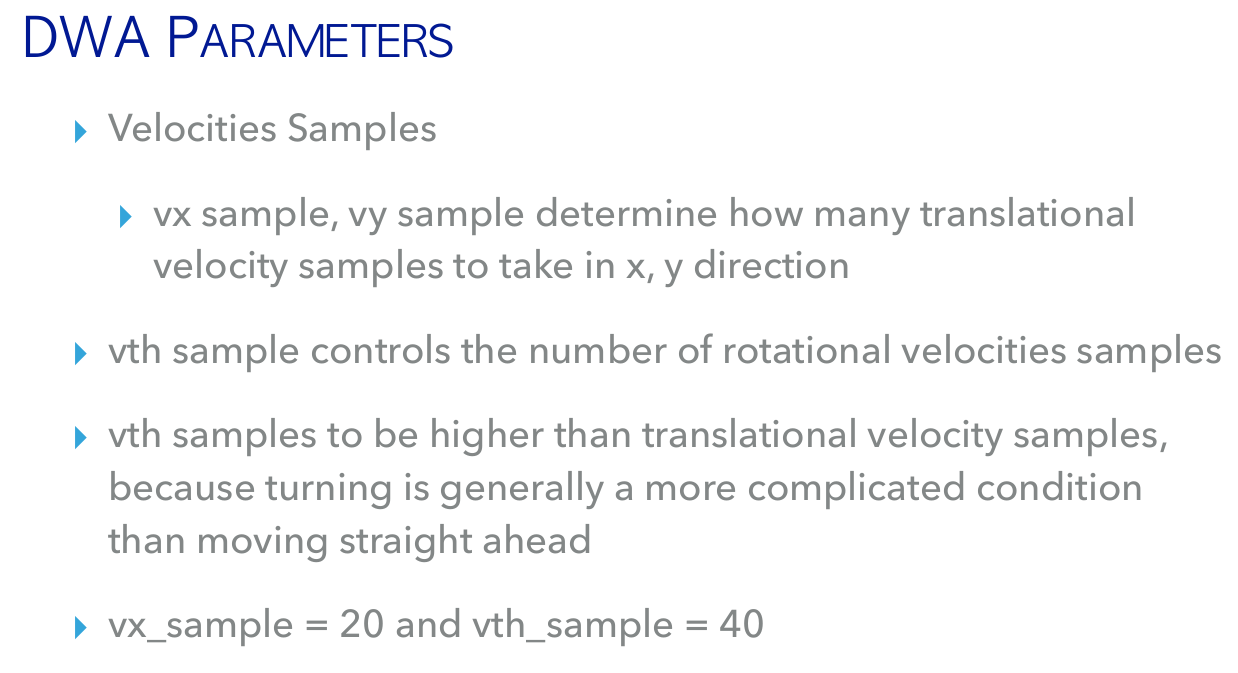 DWA PARAMETERS
Velocities Samples
vx sample, vy sample determine how many translational
velocity samples to take in x, y direction
vth sample controls the number of rotational velocities samples
vth samples to be higher than translational velocity samples,
because turning is generally a more complicated condition
than moving straight ahead
vx_sample = 20 and vth_sample = 40